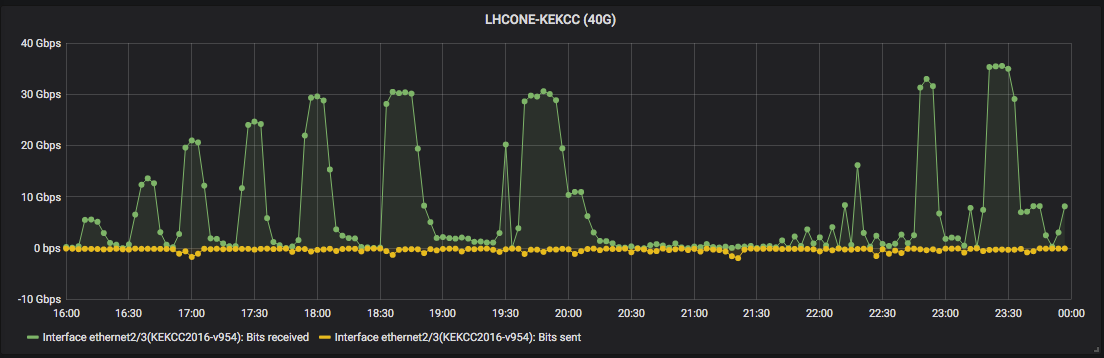 LHCONE-KEKCC (40G)
40 Gbps
30 Gbps
20 Gbps
10 Gbps
0 bps
-10 Gbps
16:00 16:30 17:00 17:30 18:00 18:30 19:00 19:30 20:00 20:30 21:00 21:30 22:00 22:30 23:00 23:30 00:00
Interface ethernet2/3(KEKCC2016-v954): Bits received Interface ethernet2/3(KEKCC2016-v954): Bits sent